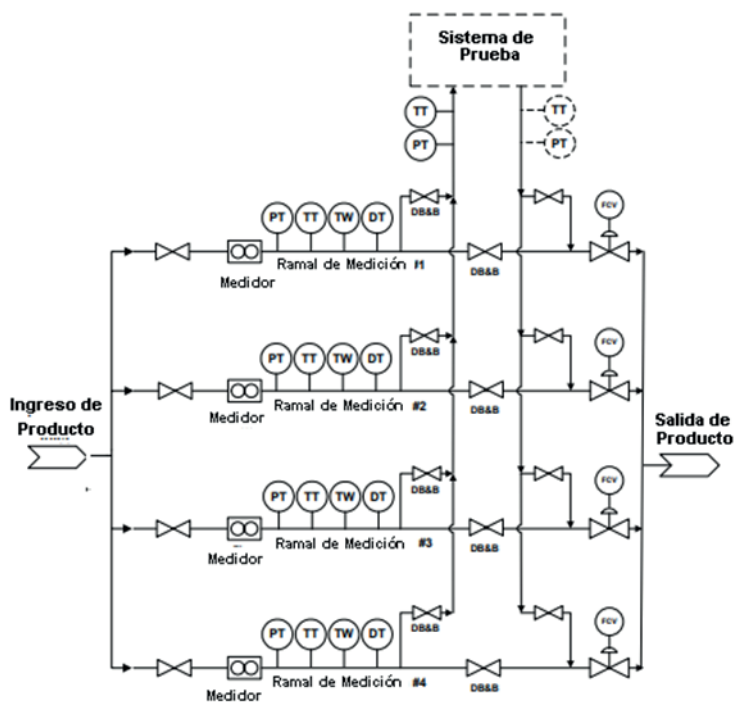 Sistema de
Prueba
TT
TT
PT
PT
FCV
DB&B
PT TT TW DT
Ramal de Medición #1
Medidor
DB&B
FCV
DB&B
PT TT TW DT
Ramal de Medición #2
Medidor
DB&B
Ingreso de
Producto
Salida de
Producto
FCV
DB&B
PT TT TW DT
Ramal de Medición #3
Medidor
DB&B
FCV
DB&B
PT TT TW DT
Ramal de Medición #4
Medidor
DB&B